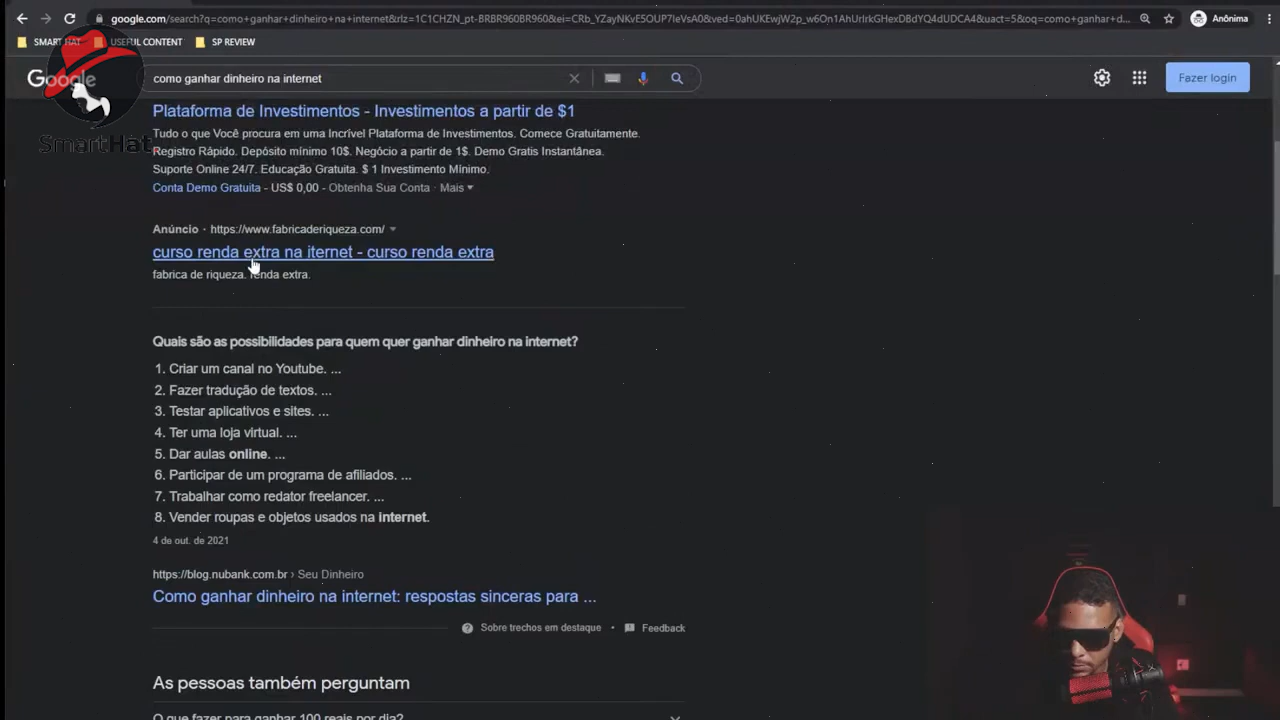 google.com/search?q=como+ganhar+dinheiro+na+internet&rlz=1C1CHZN_pt-BRBR960BR960&ei=CRb_YZayNKvE5OUP7IeVsA0&ved=0ahUKEwjW2p_w6On1AhUrIrkGHexDBdYQ4dUDCA4&uact=5&oq=como+ganhar+d...
Anônima
SMART HAT
USEFUL CONTENT
SP REVIEW
Google
como ganhar dinheiro na internet
Fazer login
SmartHat
Plataforma de Investimentos - Investimentos a partir de $1
Tudo o que Você procura em uma Incrível Plataforma de Investimentos. Comece Gratuitamente.
Registro Rápido. Depósito mínimo 10$. Negócio a partir de 1$. Demo Gratis Instantânea.
Suporte Online 24/7. Educação Gratuita. $ 1 Investimento Mínimo.
Conta Demo Gratuita - US$ 0,00 - Obtenha Sua Conta · Mais
Anúncio · https://www.fabricaderiqueza.com/
curso renda extra na iternet - curso renda extra
fabrica de riqueza. renda extra.
Quais são as possibilidades para quem quer ganhar dinheiro na internet?
1. Criar um canal no Youtube. ...
2. Fazer tradução de textos. ...
3. Testar aplicativos e sites. ...
4. Ter uma loja virtual. ...
5. Dar aulas online. ...
6. Participar de um programa de afiliados. ...
7. Trabalhar como redator freelancer. ...
8. Vender roupas e objetos usados na internet.
4 de out. de 2021
https://blog.nubank.com.br › Seu Dinheiro
Como ganhar dinheiro na internet: respostas sinceras para ...
Sobre trechos em destaque • Feedback
As pessoas também perguntam
O que fazer para ganhar 100 reais por dia?